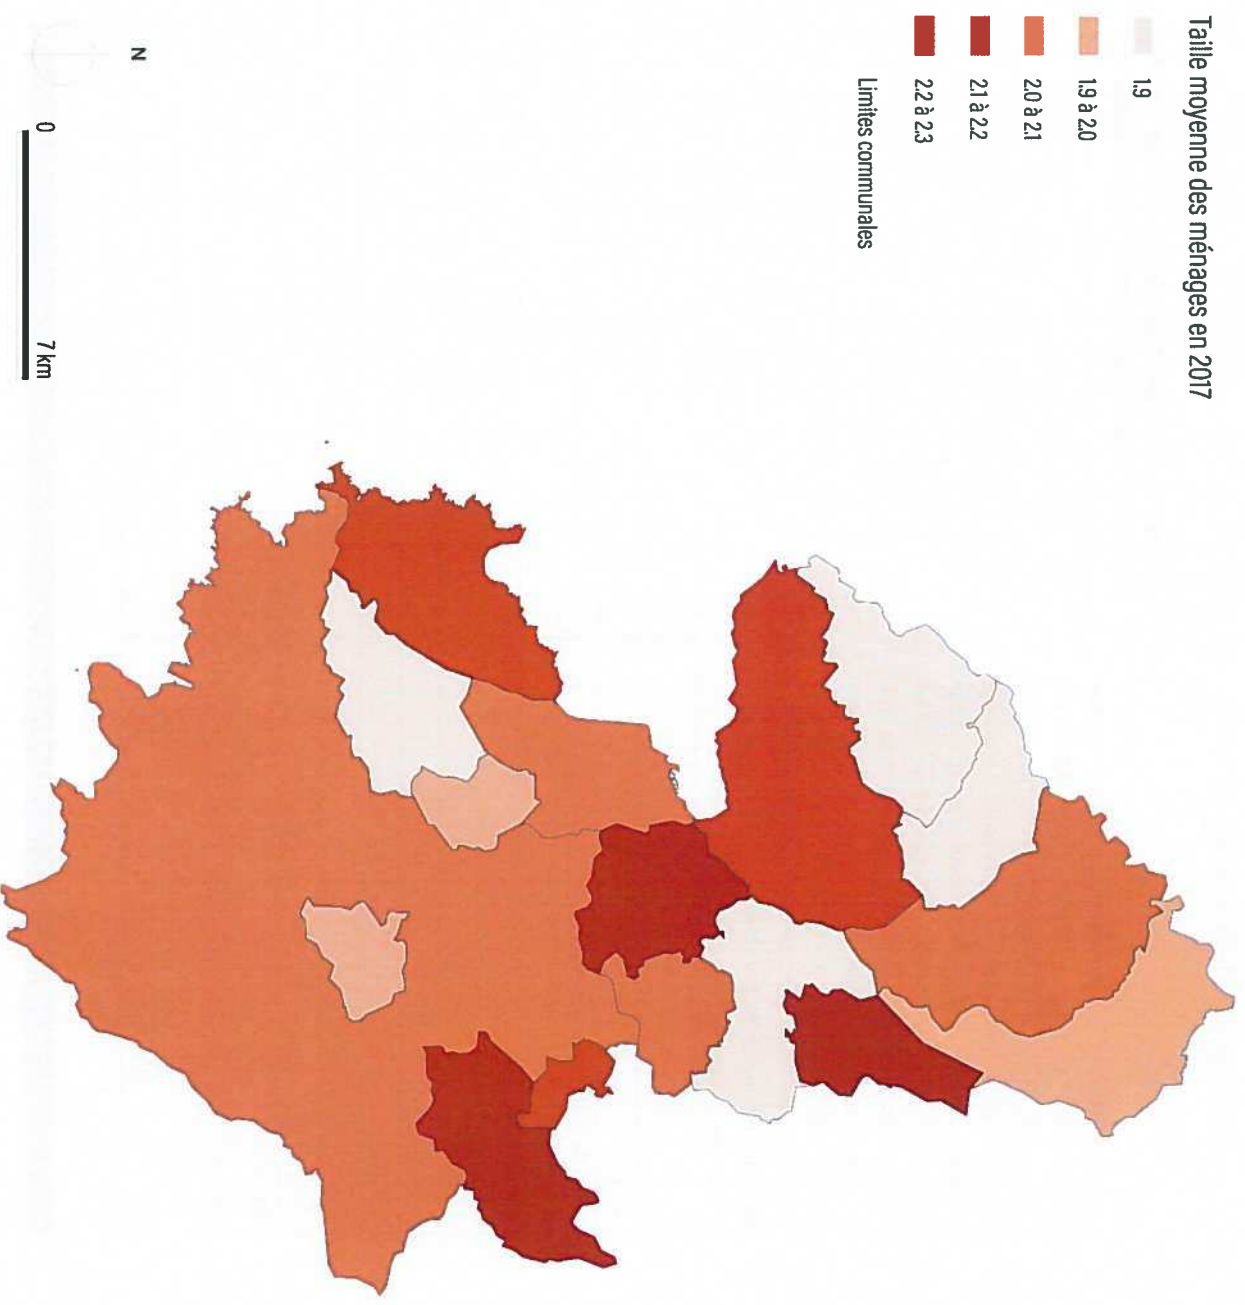 Taille moyenne des ménages en 2017
1.9
1.9 à 2.0
2.0 à 2.1
2.1 à 2.2
2.2 à 2.3
Limites communales
N
0
7 km